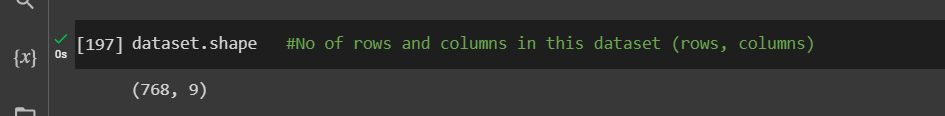 {x}
0s
[197] dataset.shape #No of rows and columns in this dataset (rows, columns)
(768, 9)